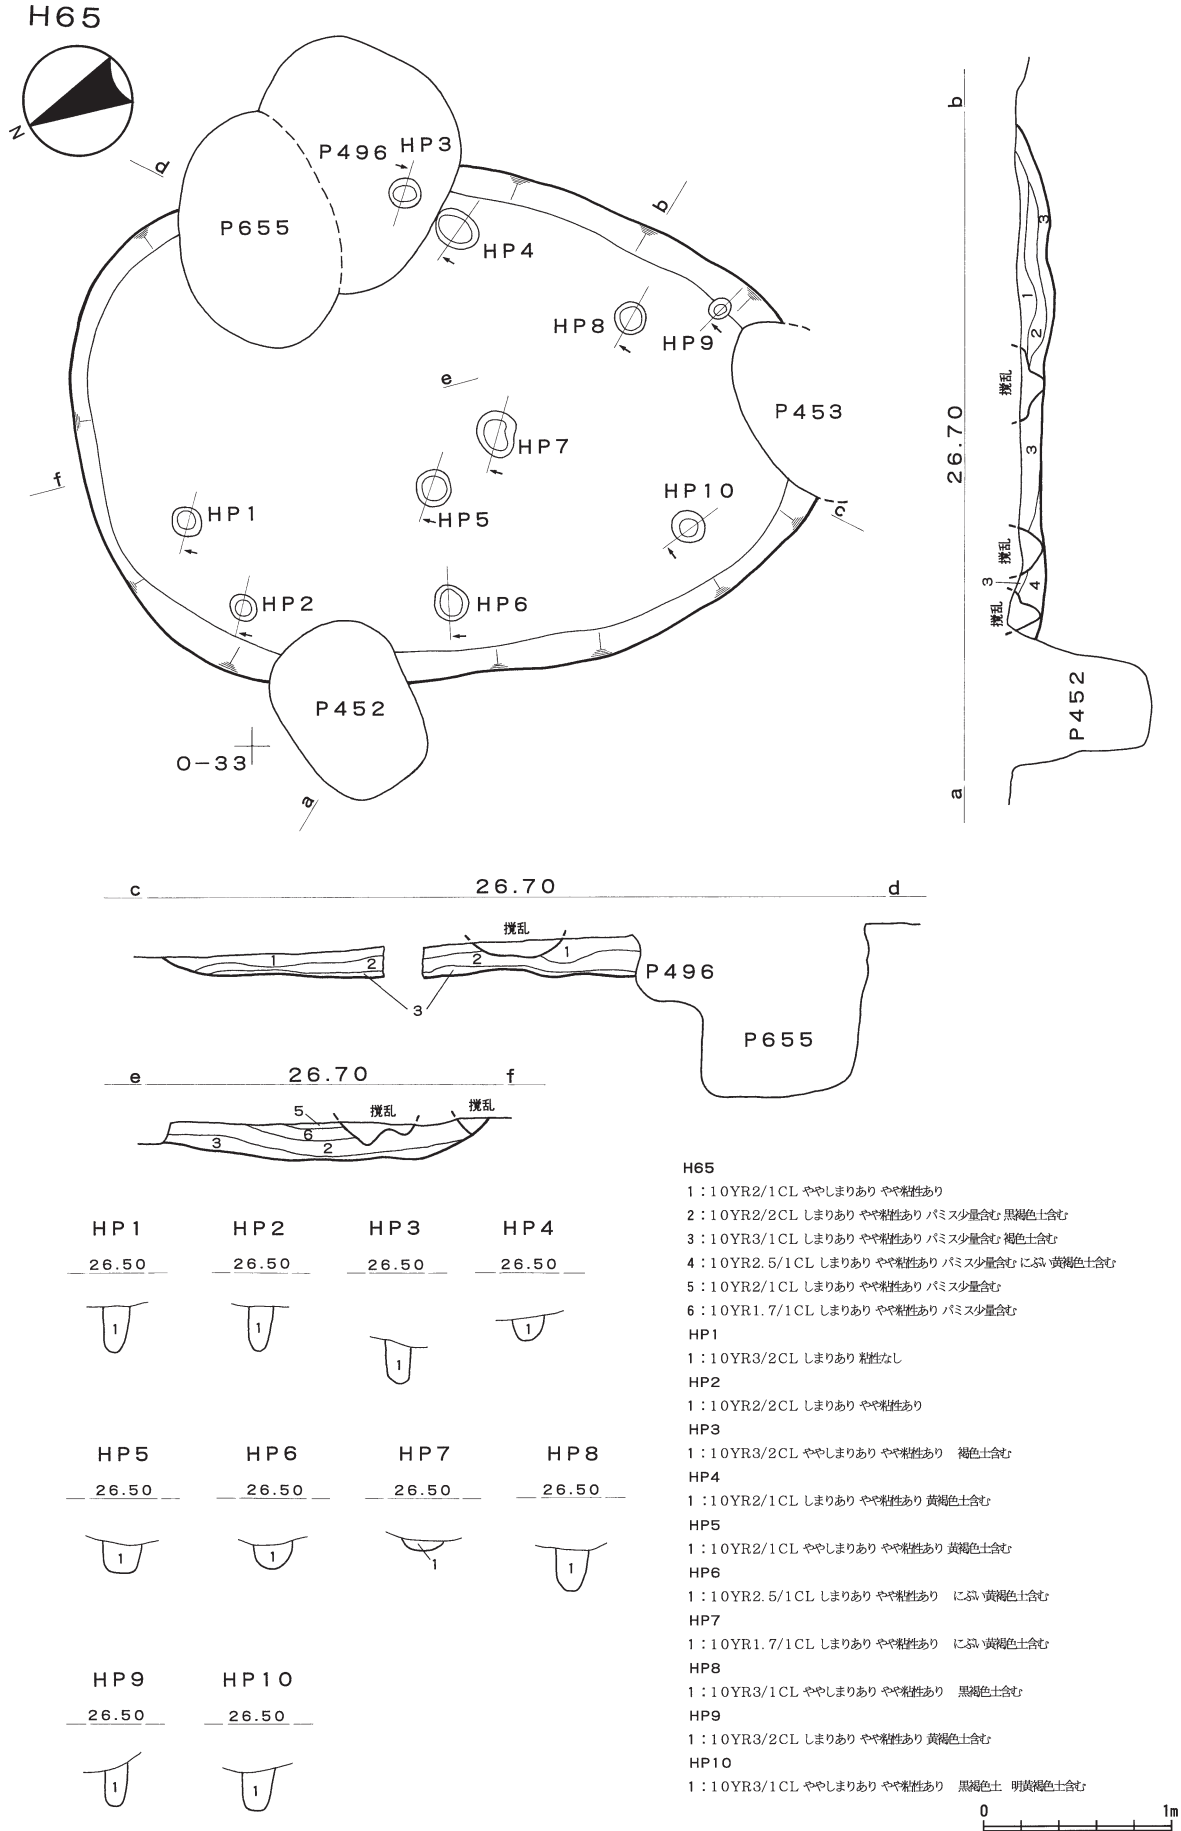 H65
N
d
P496 HP3
P655
HP4
b
HP8
HP9
e
P453
HP7
f
HP10
HP1
HP5
c
HP2
HP6
P452
O-33
a
b
3
1
2
攪乱
26.70
3
攪乱
3
4
攪乱
P452
a
c 26.70 d
攪乱
1
2
2
1
3
P496
P655
e 26.70 f
5
攪乱
攪乱
6
3
2
HP1 HP2 HP3 HP4
26.50 26.50 26.50 26.50
1 1 1 1
HP5 HP6 HP7 HP8
26.50 26.50 26.50 26.50
1 1 1 1
HP9 HP10
26.50 26.50
1 1
H65
1：10YR2/1CL ややしまりあり やや粘性あり
2：10YR2/2CL しまりあり やや粘性あり パミス少量含む 黒褐色土含む
3：10YR3/1CL しまりあり やや粘性あり パミス少量含む 褐色土含む
4：10YR2.5/1CL しまりあり やや粘性あり パミス少量含む にぶい黄褐色土含む
5：10YR2/1CL しまりあり やや粘性あり パミス少量含む
6：10YR1.7/1CL しまりあり やや粘性あり パミス少量含む
HP1
1：10YR3/2CL しまりあり 粘性なし
HP2
1：10YR2/2CL しまりあり やや粘性あり
HP3
1：10YR3/2CL ややしまりあり やや粘性あり 褐色土含む
HP4
1：10YR2/1CL しまりあり やや粘性あり 黄褐色土含む
HP5
1：10YR2/1CL ややしまりあり やや粘性あり 黄褐色土含む
HP6
1：10YR2.5/1CL しまりあり やや粘性あり にぶい黄褐色土含む
HP7
1：10YR1.7/1CL しまりあり やや粘性あり にぶい黄褐色土含む
HP8
1：10YR3/1CL ややしまりあり やや粘性あり 黒褐色土含む
HP9
1：10YR3/2CL しまりあり やや粘性あり 黄褐色土含む
HP10
1：10YR3/1CL ややしまりあり やや粘性あり 黒褐色土 明黄褐色土含む
0 1m